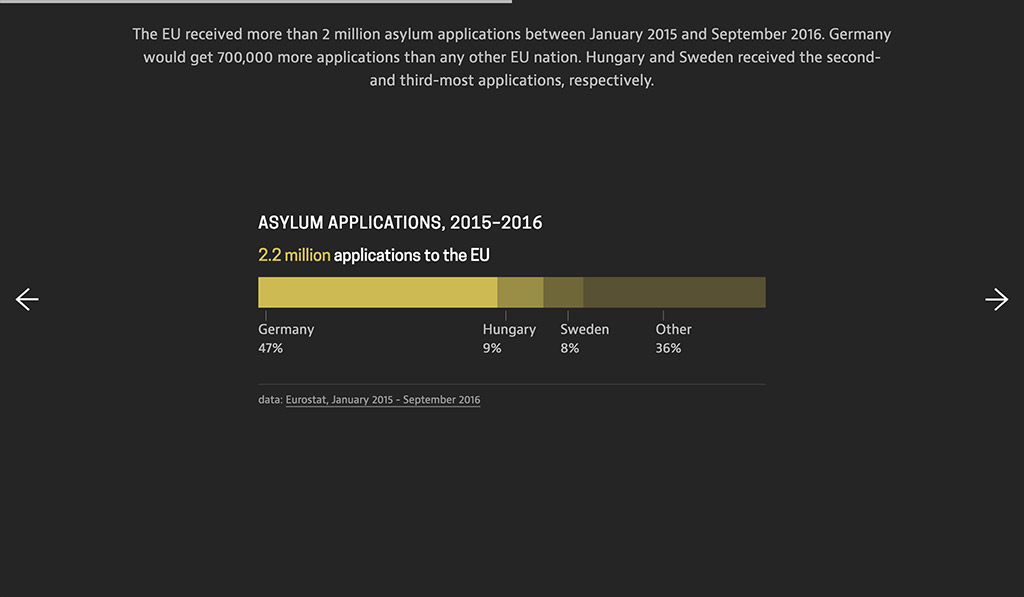 The EU received more than 2 million asylum applications between January 2015 and September 2016. Germany
would get 700,000 more applications than any other EU nation. Hungary and Sweden received the second-
and third-most applications, respectively.
ASYLUM APPLICATIONS, 2015–2016
2.2 million applications to the EU
Germany
47%
Hungary
9%
Sweden
8%
Other
36%
data: Eurostat, January 2015 - September 2016